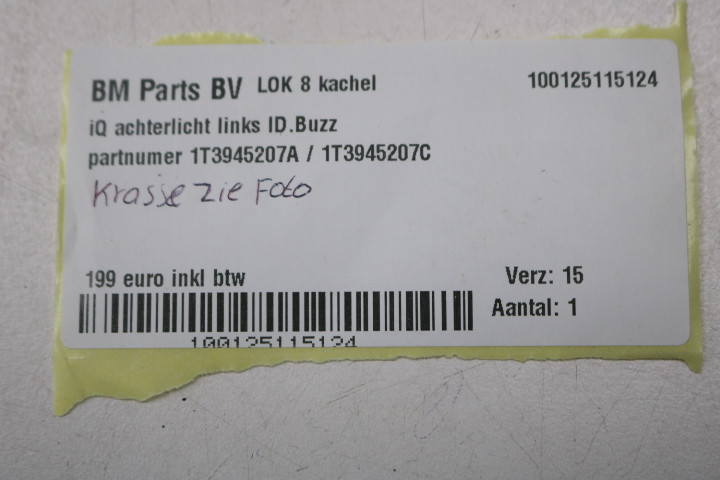 BM Parts BV LOK 8 kachel 100125115124
iQ achterlicht links ID.Buzz
partnumer 1T3945207A / 1T3945207C
Krasse zie Foto
199 euro inkl btw Verz: 15
Aantal: 1
100125115124